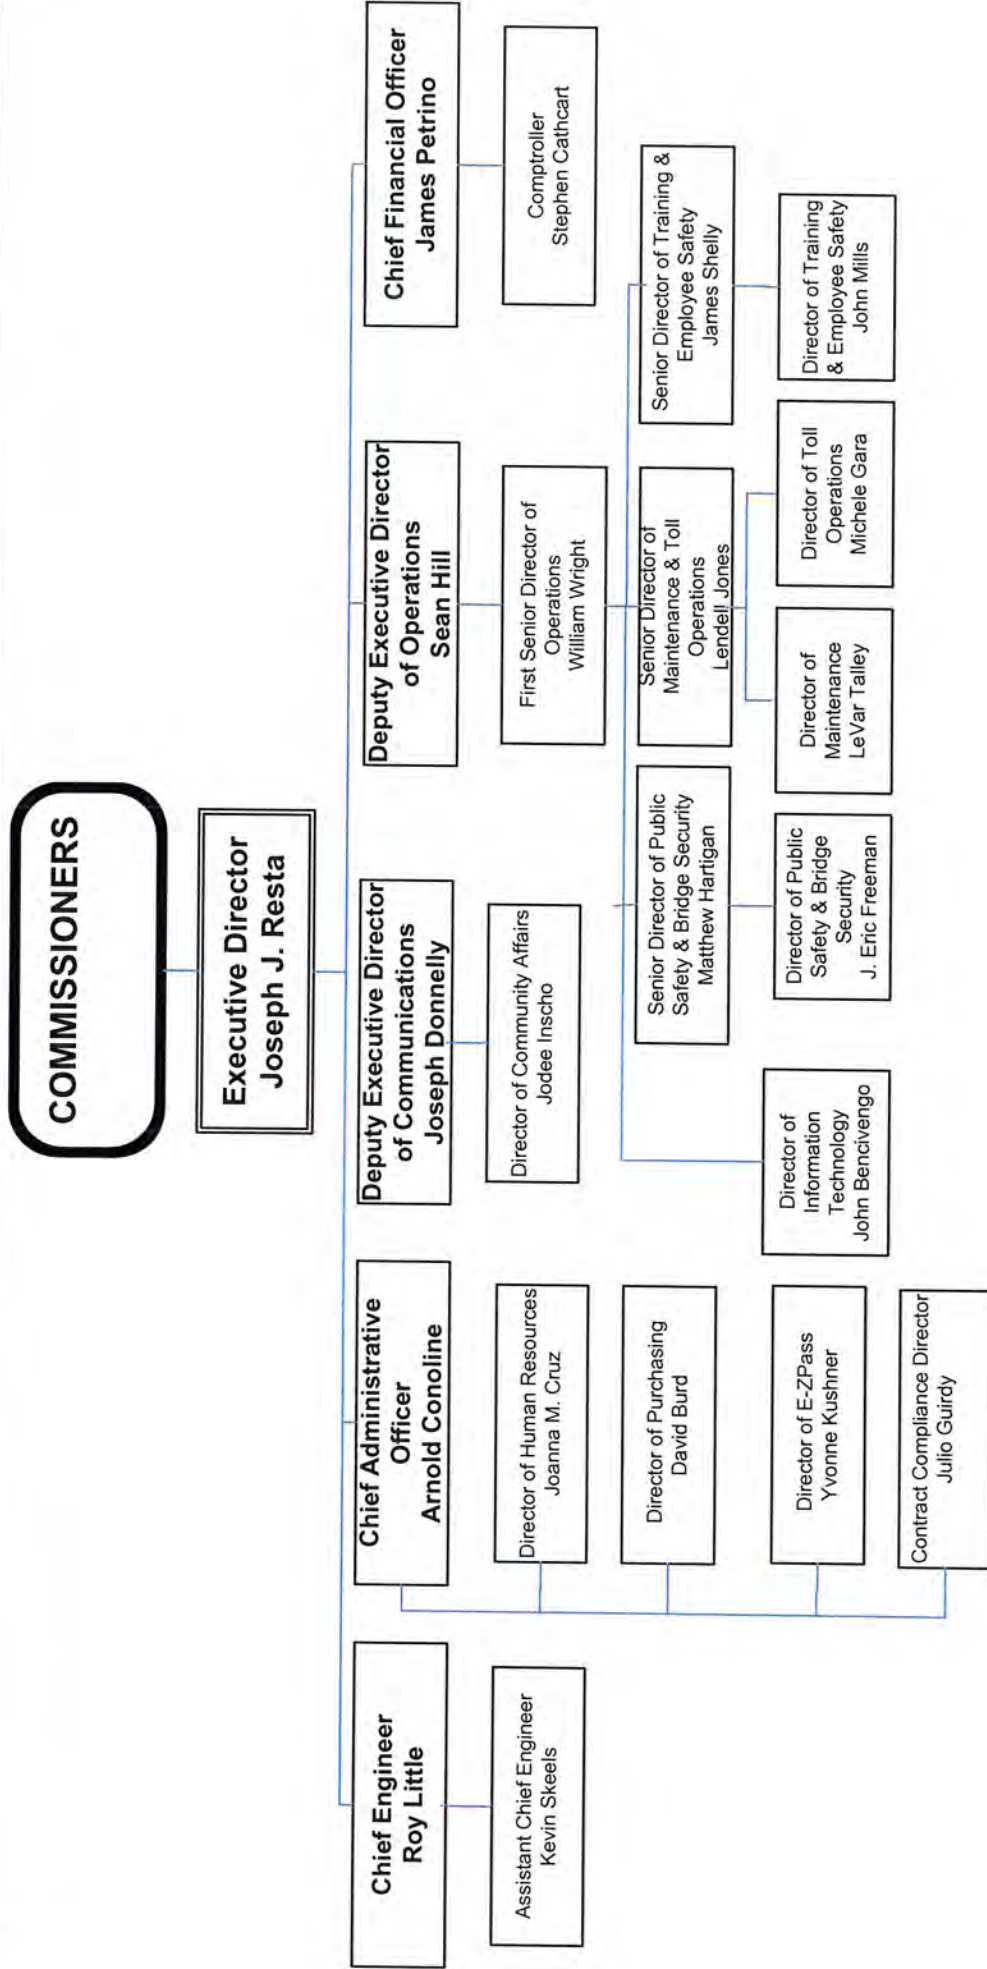 COMMISSIONERS
Executive Director
Joseph J. Resta
Chief Engineer
Roy Little
Chief Administrative
Officer
Arnold Conoline
Deputy Executive Director
of Communications
Joseph Donnelly
Deputy Executive Director
of Operations
Sean Hill
Chief Financial Officer
James Petrino
Assistant Chief Engineer
Kevin Skeels
Director of Human Resources
Joanna M. Cruz
Director of Community Affairs
Jodee Inscho
First Senior Director of
Operations
William Wright
Comptroller
Stephen Cathcart
Director of Purchasing
David Burd
Senior Director of Public
Safety & Bridge Security
Matthew Hartigan
Senior Director of
Maintenance & Toll
Operations
Lendell Jones
Senior Director of Training &
Employee Safety
James Shelly
Director of E-ZPass
Yvonne Kushner
Director of
Information
Technology
John Bencivengo
Director of Public
Safety & Bridge
Security
J. Eric Freeman
Director of
Maintenance
LeVar Talley
Director of Toll
Operations
Michele Gara
Director of Training
& Employee Safety
John Mills
Contract Compliance Director
Julio Guirdy